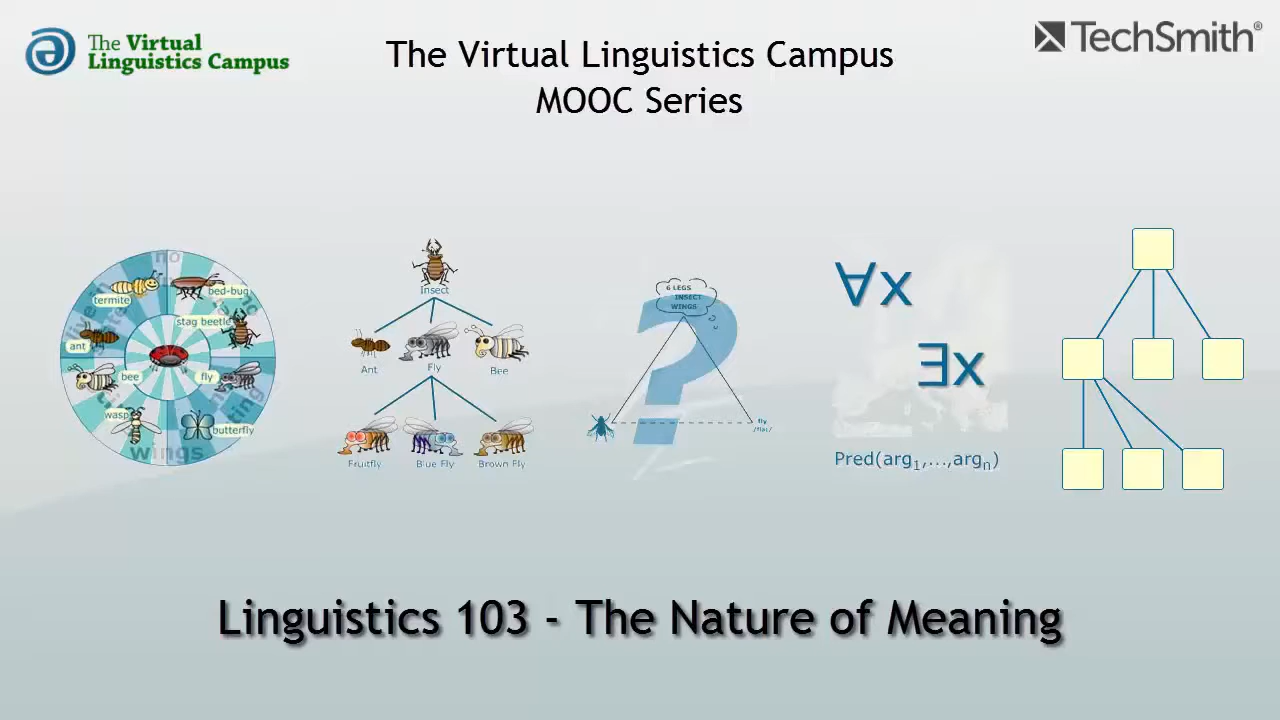 The Virtual
Linguistics Campus
The Virtual Linguistics Campus
MOOC Series
TechSmith®
no
termite
bed-bug
stag beetle
ant
bee
fly
wasp
butterfly
wings
Insect
Ant
Fly
Bee
Fruitfly
Blue Fly
Brown Fly
6 LEGS
INSECT
WINGS
?
fly
/flaɪ/
∀x
∃x
Pred(arg1,...,argn)
Linguistics 103 - The Nature of Meaning